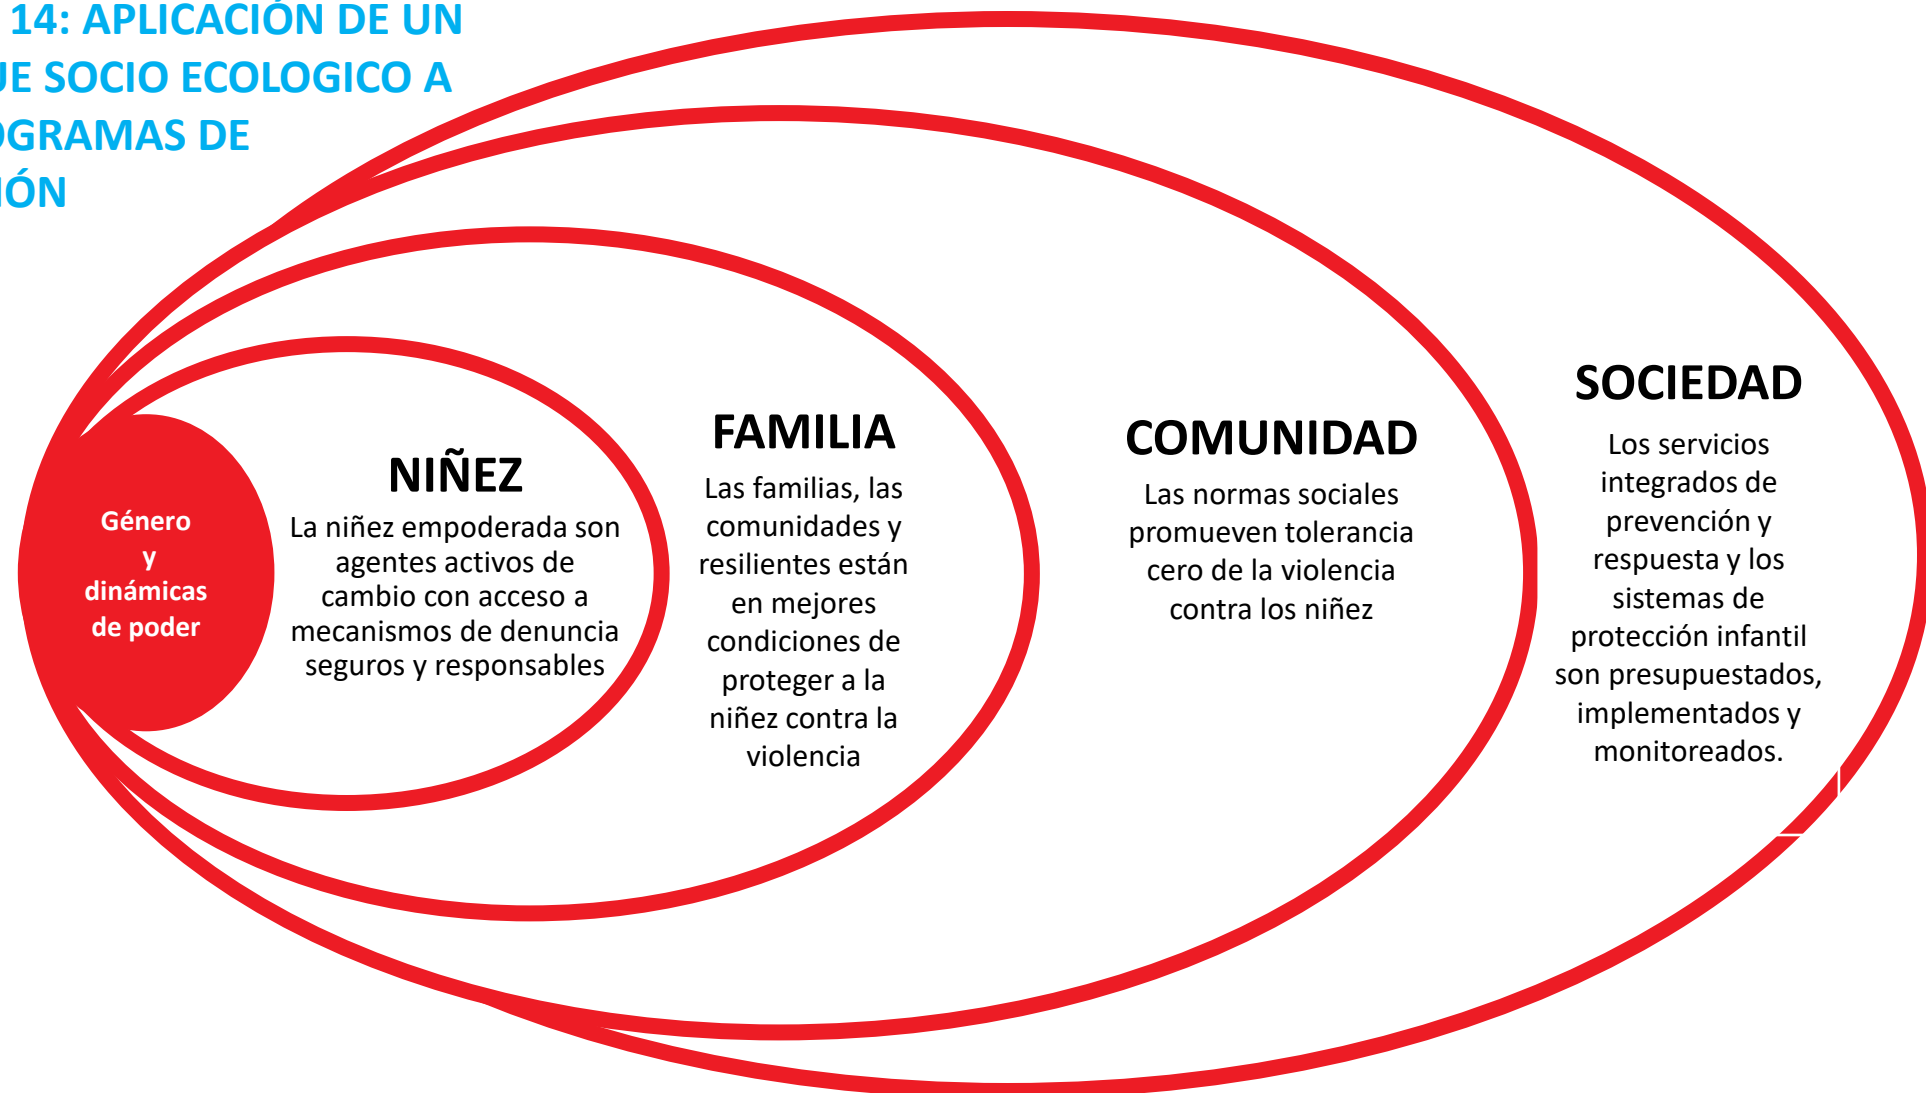 14: APLICACIÓN DE UN
SOCIO ECOLOGICO A
DE
Género
y
dinámicas
de poder
NIÑEZ
La niñez empoderada son
agentes activos de
cambio con acceso a
mecanismos de denuncia
seguros y responsables
FAMILIA
Las familias, las
comunidades y
resilientes están
en mejores
condiciones de
proteger a la
niñez contra la
violencia
COMUNIDAD
Las normas sociales
promueven tolerancia
cero de la violencia
contra los niñez
SOCIEDAD
Los servicios
integrados de
prevención y
respuesta y los
sistemas de
protección infantil
son presupuestados,
implementados y
monitoreados.